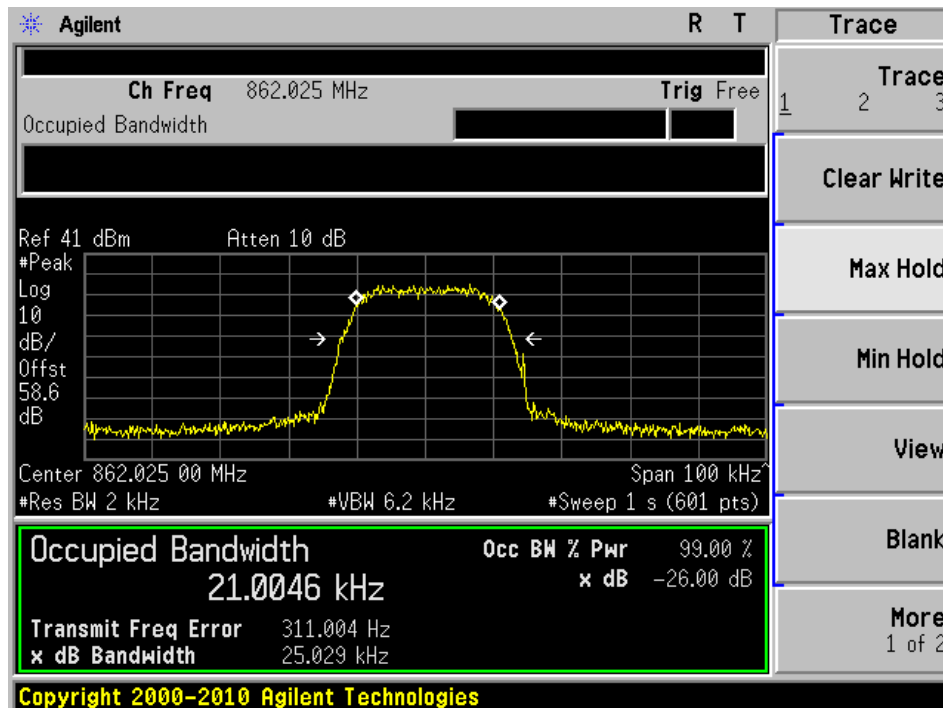 Agilent R T
Ch Freq 862.025 MHz Trig Free
Occupied Bandwidth
Ref 41 dBm Atten 10 dB
#Peak
Log
10
dB/
Offst
58.6
dB
Center 862.025 00 MHz Span 100 kHz^
#Res BW 2 kHz #VBW 6.2 kHz #Sweep 1 s (601 pts)
Occupied Bandwidth
21.0046 kHz
Occ BW % Pwr 99.00 %
x dB -26.00 dB
Transmit Freq Error 311.004 Hz
x dB Bandwidth 25.029 kHz
Copyright 2000-2010 Agilent Technologies
Trace
Trace
1 2 3
Clear Write
Max Hold
Min Hold
View
Blank
More
1 of 2